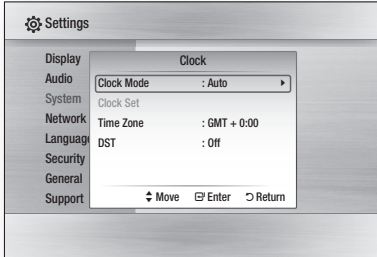 Settings
Display
Audio
System
Network
Language
Security
General
Support
Clock
Clock Mode : Auto
Clock Set
Time Zone : GMT + 0:00
DST : Off
Move Enter Return